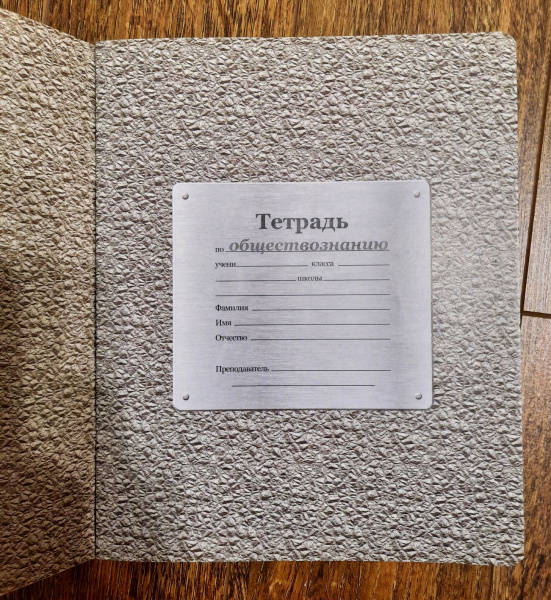 Тетрадь
по обществознанию
учени класса
школы
Фамилия
Имя
Отчество
Преподаватель